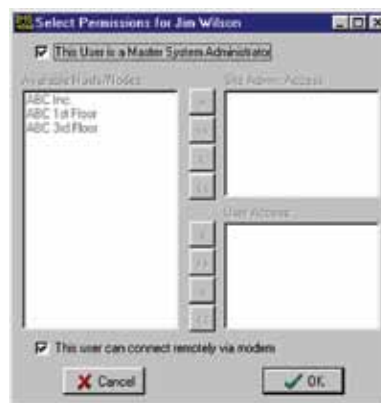 Select Permissions for Jim Wilson
This User is a Master System Administrator
Available Hosts/Nodes:
Site Admin Access
ABC Inc.
ABC 1st Floor
ABC 3rd Floor
User Access
This user can connect remotely via modem
Cancel
OK